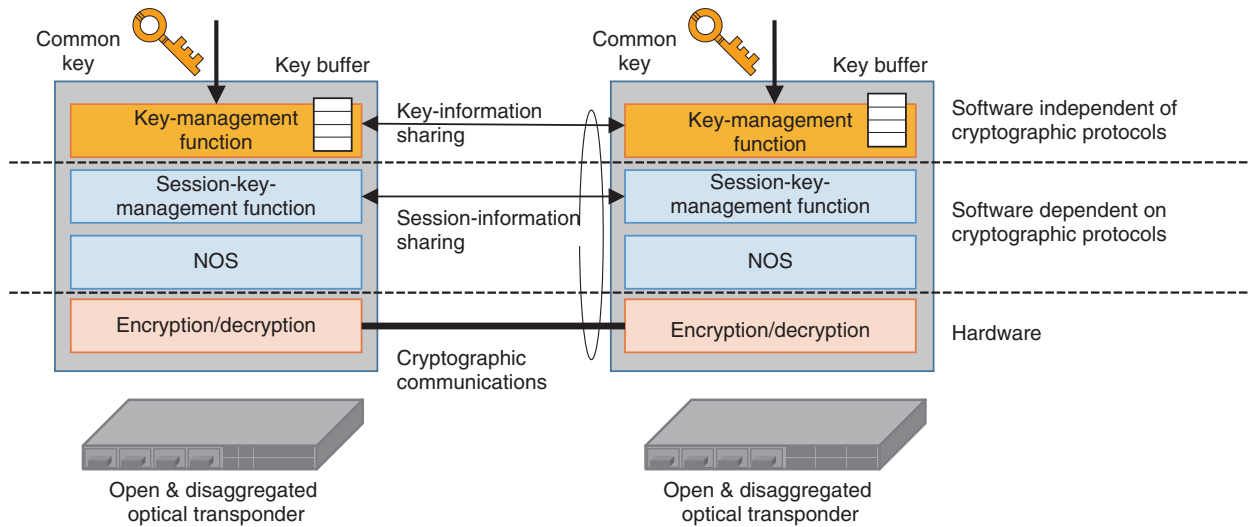 Common
key
Key buffer
Key-management
function
Key-information
sharing
Common
key
Key buffer
Key-management
function
Software independent of
cryptographic protocols
Session-key-
management function
Session-information
sharing
Session-key-
management function
Software dependent on
cryptographic protocols
NOS
NOS
Encryption/decryption
Cryptographic
communications
Encryption/decryption
Hardware
Open & disaggregated
optical transponder
Open & disaggregated
optical transponder